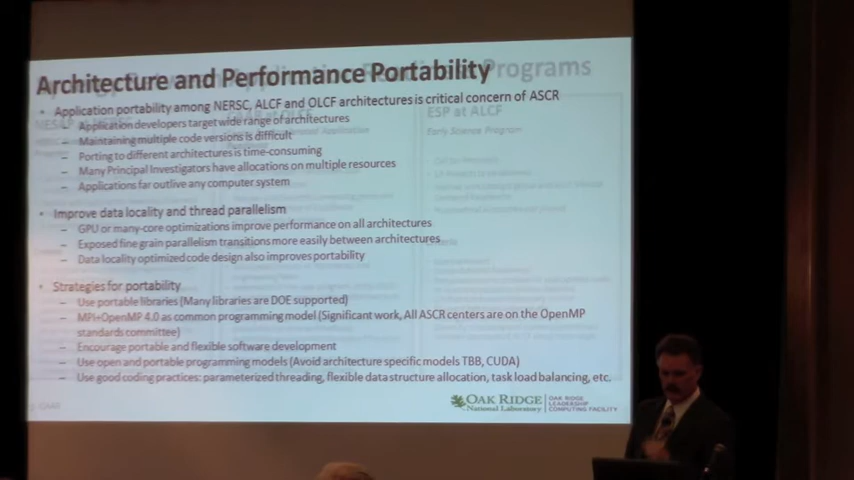 Architecture and Performance Portability Programs
• Application portability among NERSC, ALCF and OLCF architectures is critical concern of ASCR
– Application developers target wide range of architectures
ESP at ALCF
– Maintaining multiple code versions is difficult
Early Science Program
– Porting to different architectures is time-consuming
– Many Principal Investigators have allocations on multiple resources
– Applications far outlive any computer system
• Improve data locality and thread parallelism
– GPU or many-core optimizations improve performance on all architectures
– Exposed fine grain parallelism transitions more easily between architectures
– Data locality optimized code design also improves portability
• Strategies for portability
– Use portable libraries (Many libraries are DOE supported)
– MPI+OpenMP 4.0 as common programming model (Significant work, All ASCR centers are on the OpenMP
standards committee)
– Encourage portable and flexible software development
– Use open and portable programming models (Avoid architecture specific models TBB, CUDA)
– Use good coding practices: parameterized threading, flexible data structure allocation, task load balancing, etc.
OAK RIDGE
National Laboratory
OAK RIDGE
LEADERSHIP
COMPUTING FACILITY